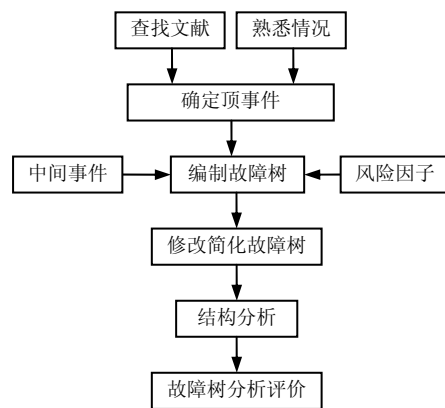 查找文献
熟悉情况
确定顶事件
中间事件
编制故障树
风险因子
修改简化故障树
结构分析
故障树分析评价